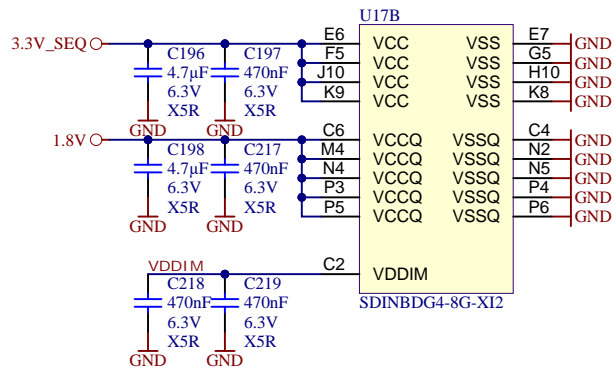 U17B
3.3V_SEQ
C196
4.7µF
6.3V
X5R
GND
C197
470nF
6.3V
X5R
GND
E6 VCC VSS E7 GND
F5 VCC VSS G5 GND
J10 VCC VSS H10 GND
K9 VCC VSS K8 GND
1.8V
C198
4.7µF
6.3V
X5R
GND
C217
470nF
6.3V
X5R
GND
C6 VCCQ VSSQ C4 GND
M4 VCCQ VSSQ N2 GND
N4 VCCQ VSSQ N5 GND
P3 VCCQ VSSQ P4 GND
P5 VCCQ VSSQ P6 GND
VDDIM
C218
470nF
6.3V
X5R
GND
C219
470nF
6.3V
X5R
GND
C2 VDDIM
SDINBDG4-8G-XI2